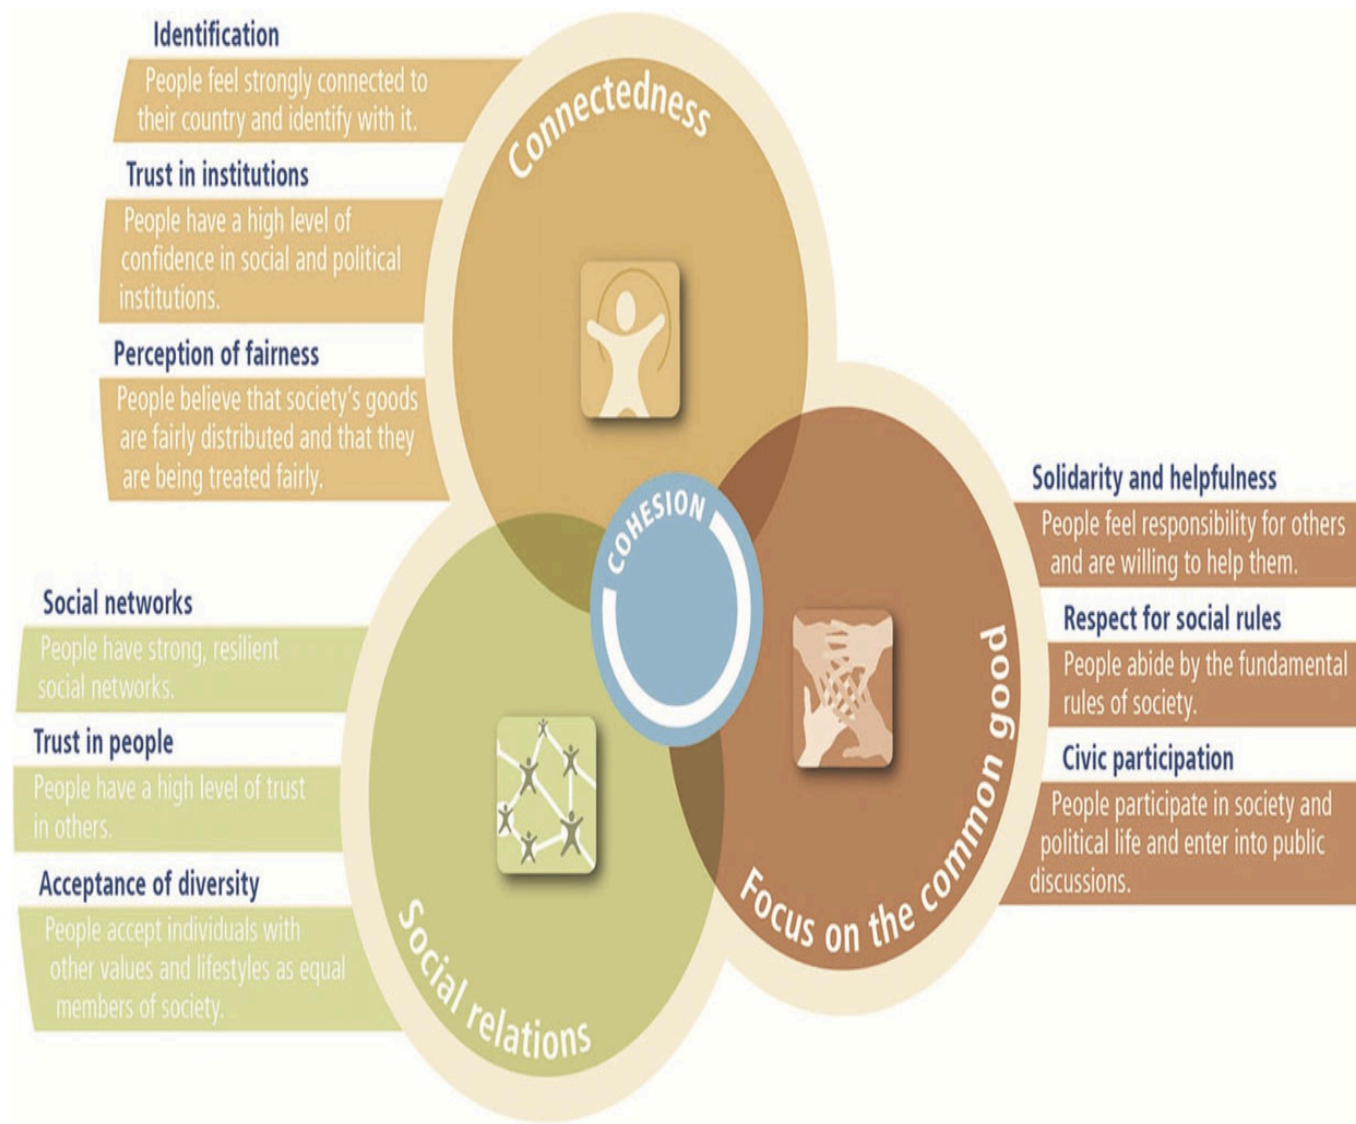 Identification
People feel strongly connected to
their country and identify with it.
Trust in institutions
People have a high level of
confidence in social and political
institutions.
Perception of fairness
People believe that society's goods
are fairly distributed and that they
are being treated fairly.
Connectedness
COHESION
Social networks
People have strong, resilient
social networks.
Trust in people
People have a high level of trust
in others.
Acceptance of diversity
People accept individuals with
other values and lifestyles as equal
members of society.
Social relations
Solidarity and helpfulness
People feel responsibility for others
and are willing to help them.
Respect for social rules
People abide by the fundamental
rules of society.
Civic participation
People participate in society and
political life and enter into public
discussions.
Focus on the common good